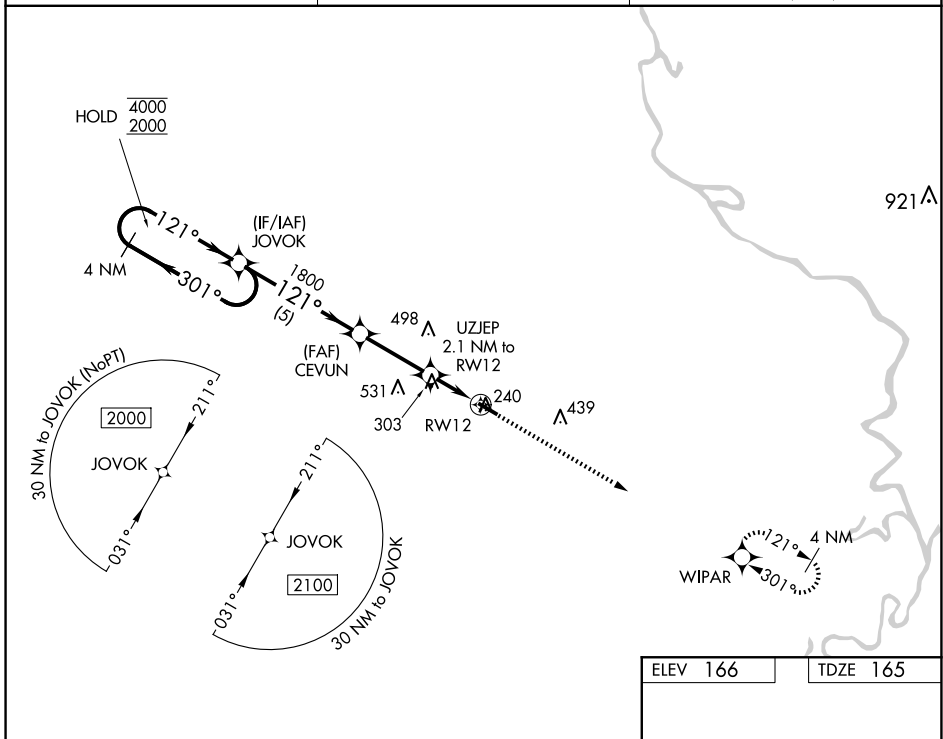 HOLD 4000
2000
921
121°
(IF/IAF)
JOVOK
4 NM
301°
1800
121°
(5)
498
UZJEP
2.1 NM to
RW12
(FAF)
CEVUN
531
240
303
RW12
439
30 NM to JOVOK (NoPT)
211°
2000
JOVOK
031°
211°
JOVOK
2100
031°
30 NM to JOVOK
121°
4 NM
WIPAR
301°
ELEV 166
TDZE 165